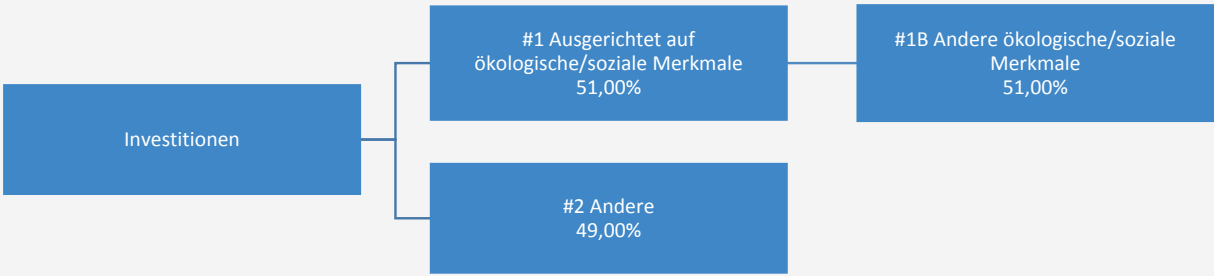 Investitionen
#1 Ausgerichtet auf
ökologische/soziale Merkmale
51,00%
#1B Andere ökologische/soziale
Merkmale
51,00%
#2 Andere
49,00%